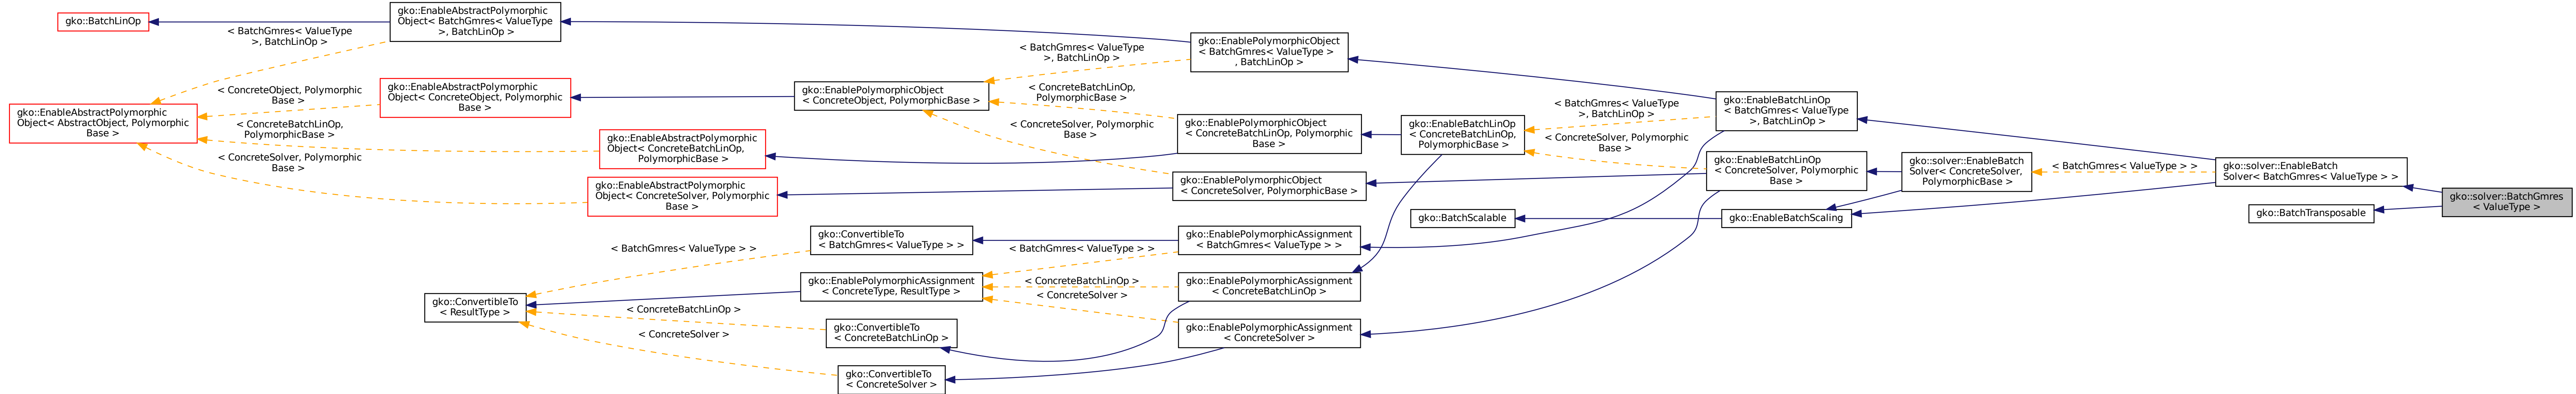 gko::BatchLinOp
gko::EnableAbstractPolymorphic
Object< BatchGmres< ValueType
>, BatchLinOp >
< BatchGmres< ValueType
>, BatchLinOp >
gko::EnableAbstractPolymorphic
Object< AbstractObject, Polymorphic
Base >
< ConcreteObject, Polymorphic
Base >
gko::EnableAbstractPolymorphic
Object< ConcreteObject, Polymorphic
Base >
< ConcreteBatchLinOp,
PolymorphicBase >
gko::EnableAbstractPolymorphic
Object< ConcreteBatchLinOp,
PolymorphicBase >
< ConcreteSolver, Polymorphic
Base >
gko::EnableAbstractPolymorphic
Object< ConcreteSolver, Polymorphic
Base >
gko::EnablePolymorphicObject
< ConcreteObject, PolymorphicBase >
< BatchGmres< ValueType
>, BatchLinOp >
gko::EnablePolymorphicObject
< BatchGmres< ValueType >
, BatchLinOp >
< ConcreteBatchLinOp,
PolymorphicBase >
gko::EnablePolymorphicObject
< ConcreteBatchLinOp, Polymorphic
Base >
< ConcreteSolver, Polymorphic
Base >
gko::EnablePolymorphicObject
< ConcreteSolver, PolymorphicBase >
gko::EnableBatchLinOp
< ConcreteBatchLinOp,
PolymorphicBase >
< BatchGmres< ValueType
>, BatchLinOp >
gko::EnableBatchLinOp
< BatchGmres< ValueType
>, BatchLinOp >
< ConcreteSolver, Polymorphic
Base >
gko::EnableBatchLinOp
< ConcreteSolver, Polymorphic
Base >
gko::BatchScalable
gko::EnableBatchScaling
gko::solver::EnableBatch
Solver< ConcreteSolver,
PolymorphicBase >
< BatchGmres< ValueType > >
gko::solver::EnableBatch
Solver< BatchGmres< ValueType > >
gko::BatchTransposable
gko::solver::BatchGmres
< ValueType >
gko::ConvertibleTo
< ResultType >
< BatchGmres< ValueType > >
gko::ConvertibleTo
< BatchGmres< ValueType > >
gko::EnablePolymorphicAssignment
< ConcreteType, ResultType >
< ConcreteBatchLinOp >
gko::ConvertibleTo
< ConcreteBatchLinOp >
< ConcreteSolver >
gko::ConvertibleTo
< ConcreteSolver >
< BatchGmres< ValueType > >
gko::EnablePolymorphicAssignment
< BatchGmres< ValueType > >
< ConcreteBatchLinOp >
gko::EnablePolymorphicAssignment
< ConcreteBatchLinOp >
< ConcreteSolver >
gko::EnablePolymorphicAssignment
< ConcreteSolver >